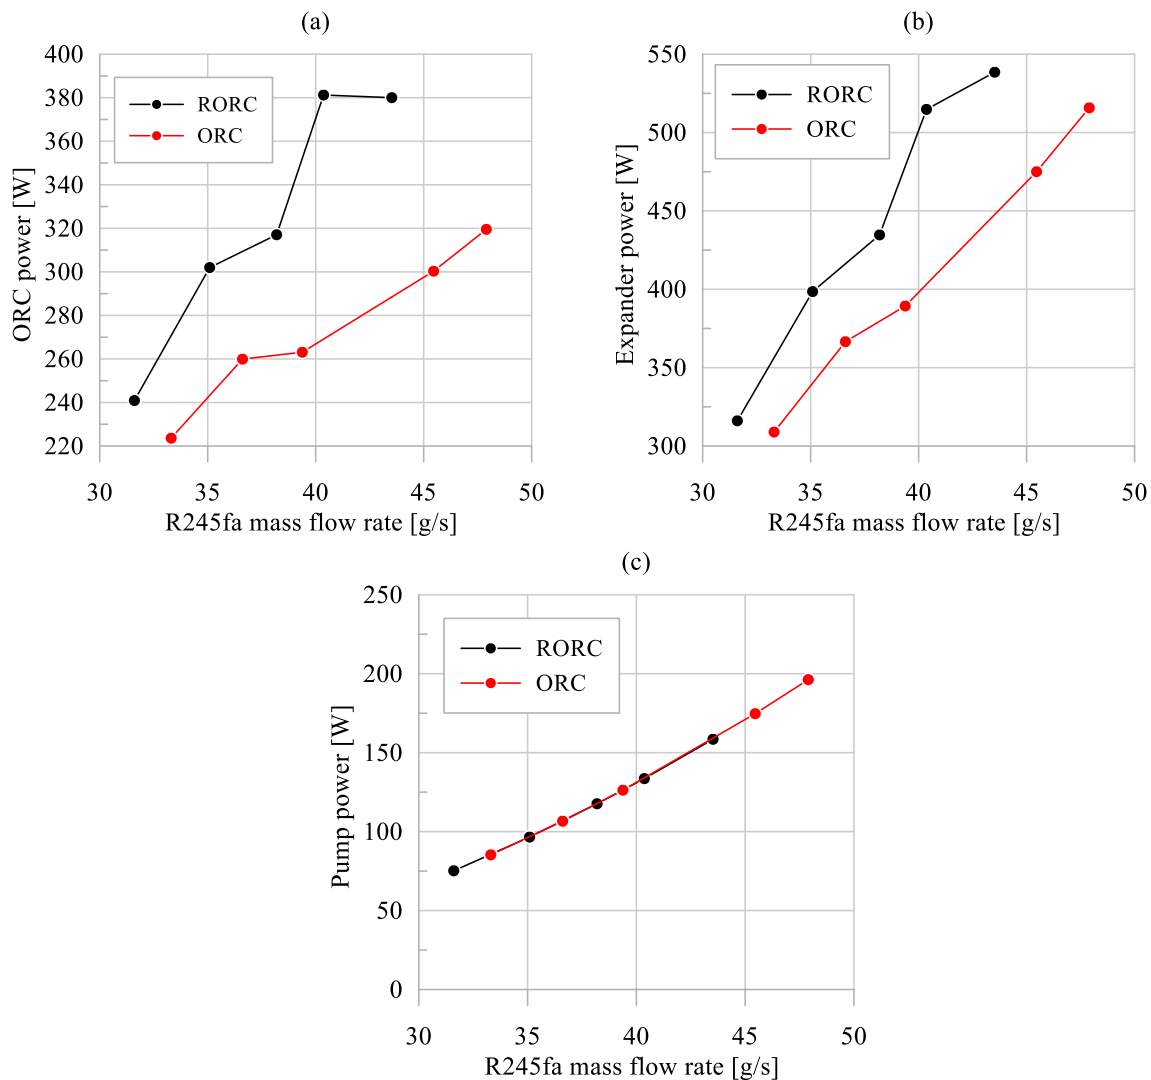 (a)
400
380
360
340
320
300
280
260
240
220
30 35 40 45 50
ORC power [W]
R245fa mass flow rate [g/s]
RORC
ORC
(b)
550
500
450
400
350
300
30 35 40 45 50
Expander power [W]
R245fa mass flow rate [g/s]
RORC
ORC
(c)
250
200
150
100
50
0
30 35 40 45 50
Pump power [W]
R245fa mass flow rate [g/s]
RORC
ORC